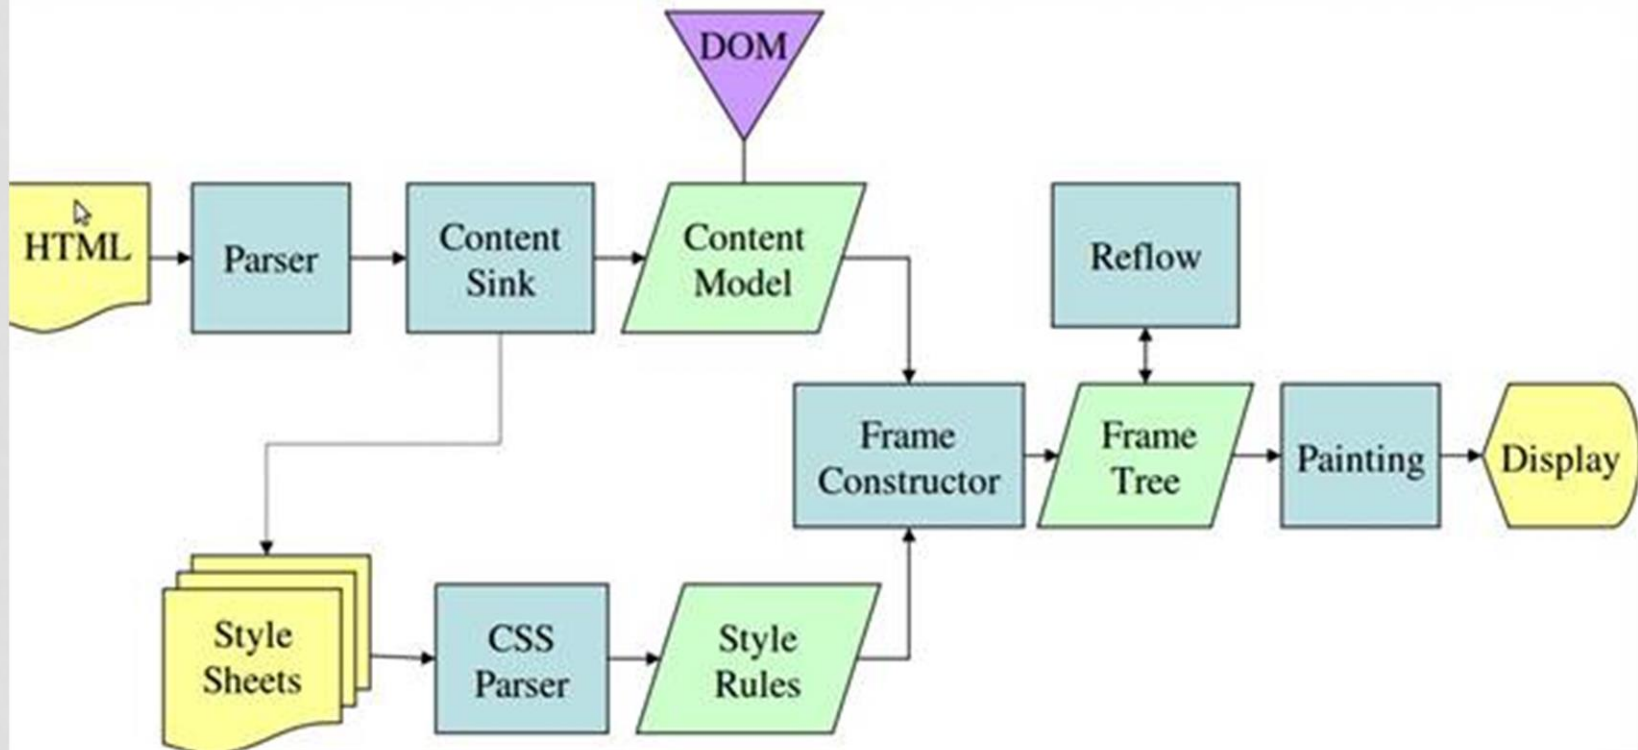 DOM
HTML
Parser
Content
Sink
Content
Model
Reflow
Frame
Constructor
Frame
Tree
Painting
Display
Style
Sheets
CSS
Parser
Style
Rules